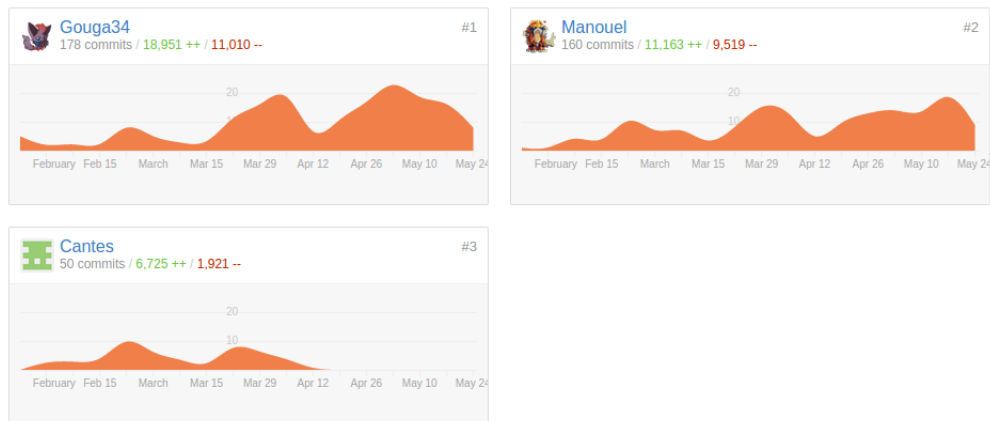 Gouga34 #1
178 commits / 18,951 ++ / 11,010 --
20
10
February Feb 15 March Mar 15 Mar 29 Apr 12 Apr 26 May 10 May 24
Manouel #2
160 commits / 11,163 ++ / 9,519 --
20
10
February Feb 15 March Mar 15 Mar 29 Apr 12 Apr 26 May 10 May 2
Cantes #3
50 commits / 6,725 ++ / 1,921 --
20
10
February Feb 15 March Mar 15 Mar 29 Apr 12 Apr 26 May 10 May 24